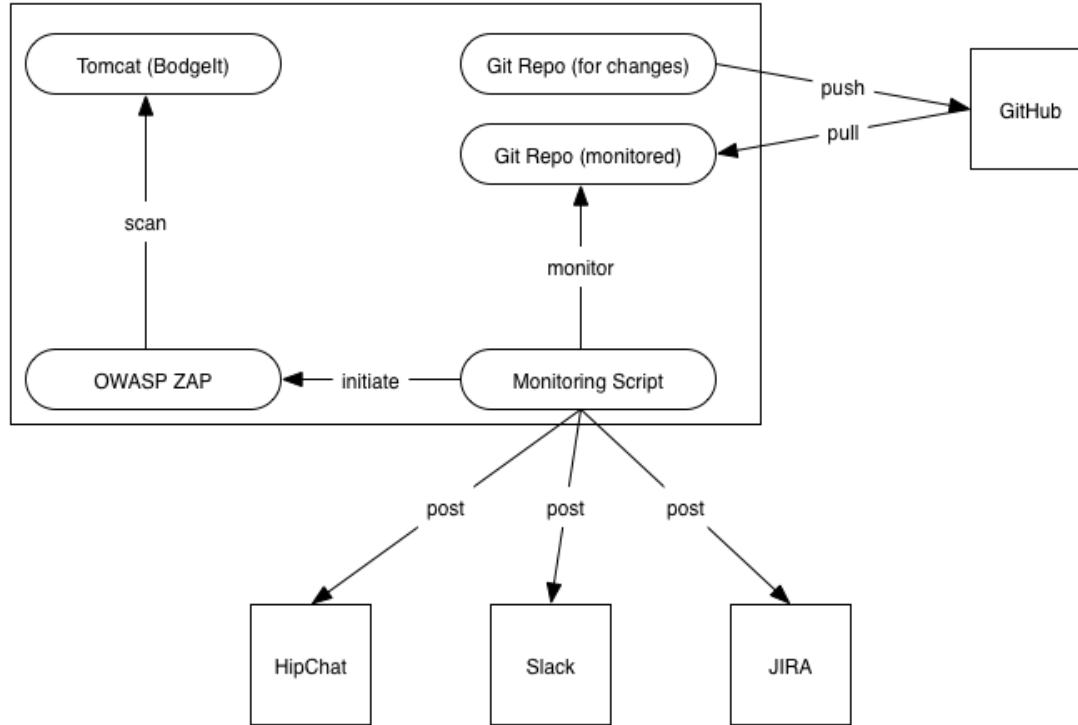 Tomcat (BodgeIt)
Git Repo (for changes)
push
GitHub
pull
Git Repo (monitored)
scan
monitor
OWASP ZAP
initiate
Monitoring Script
post
post
post
HipChat
Slack
JIRA